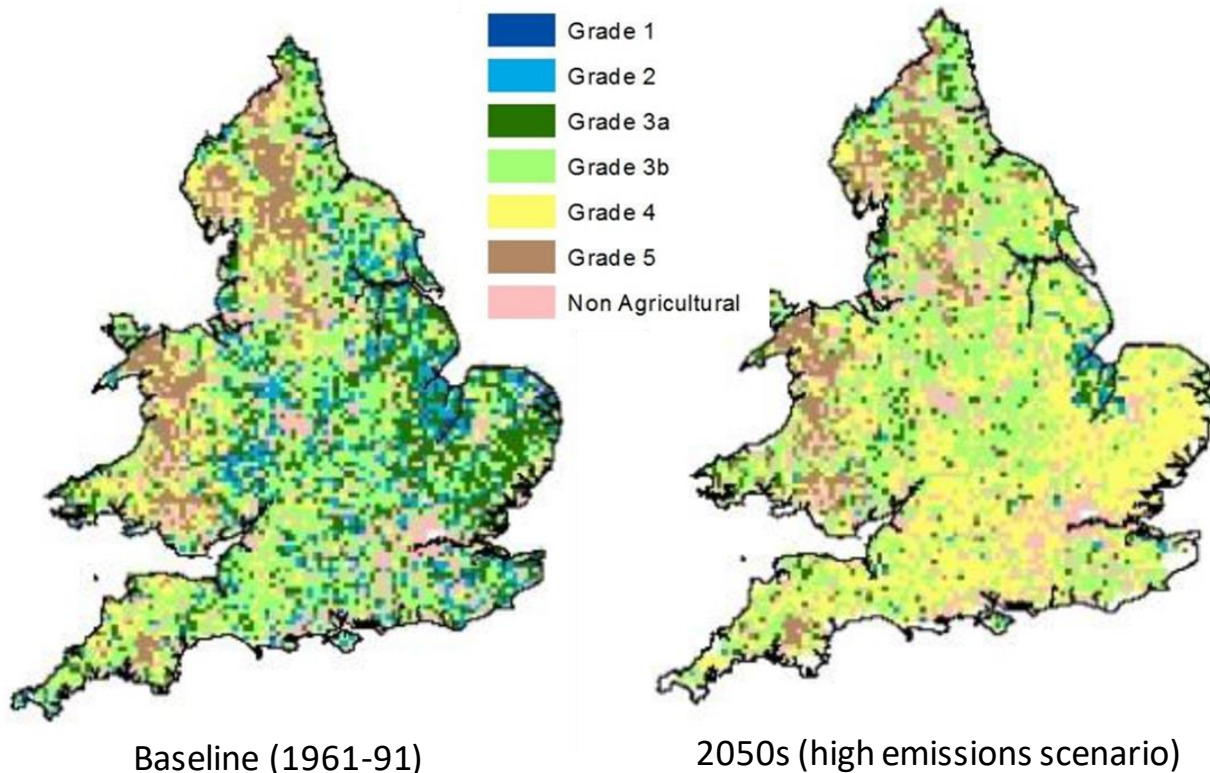 Grade 1
Grade 2
Grade 3a
Grade 3b
Grade 4
Grade 5
Non Agricultural
Baseline (1961-91)
2050s (high emissions scenario)